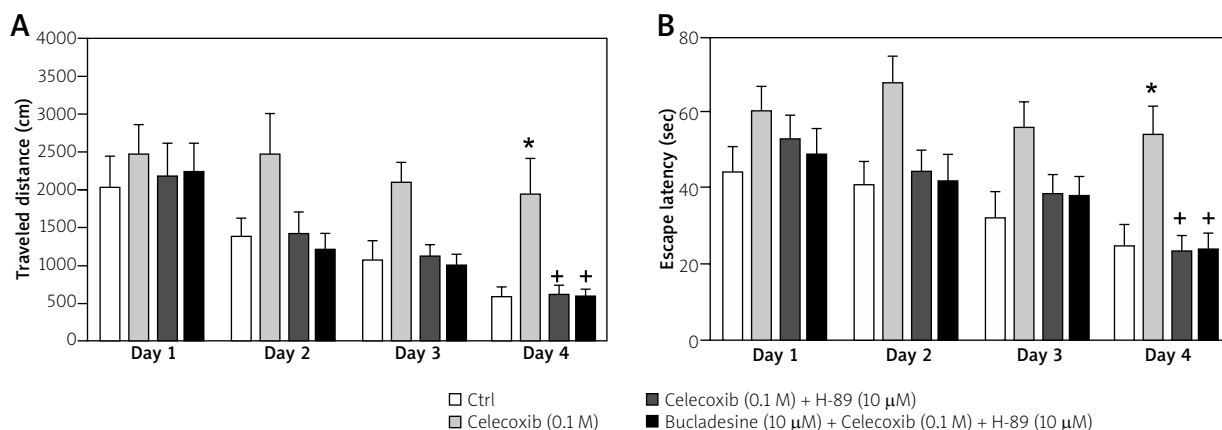 A
Traveled distance (cm)
4000
3500
3000
2500
2000
1500
1000
500
0
*
+ +
Day 1 Day 2 Day 3 Day 4
B
Escape latency (sec)
80
60
40
20
0
*
+ +
Day 1 Day 2 Day 3 Day 4
Ctrl
Celecoxib (0.1 M)
Celecoxib (0.1 M) + H-89 (10 μM)
Bucladesine (10 μM) + Celecoxib (0.1 M) + H-89 (10 μM)